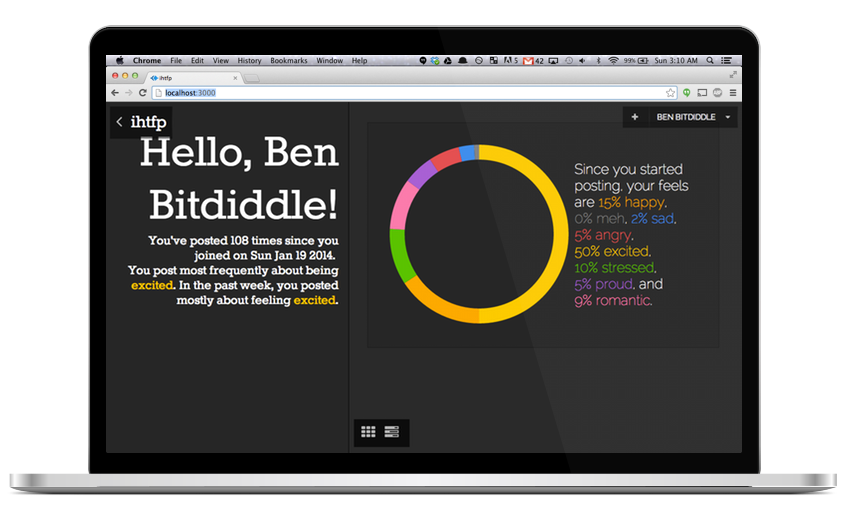 Chrome File Edit View History Bookmarks Window Help 5 42 99% Sun 3:10 AM
ihtfp
localhost:3000
ihtfp
BEN BITDIDDLE
Hello, Ben
Bitdiddle!
You've posted 108 times since you
joined on Sun Jan 19 2014.
You post most frequently about being
excited. In the past week, you posted
mostly about feeling excited.
Since you started
posting, your feels
are 15% happy,
0% meh, 2% sad,
5% angry,
50% excited,
10% stressed,
5% proud, and
9% romantic.